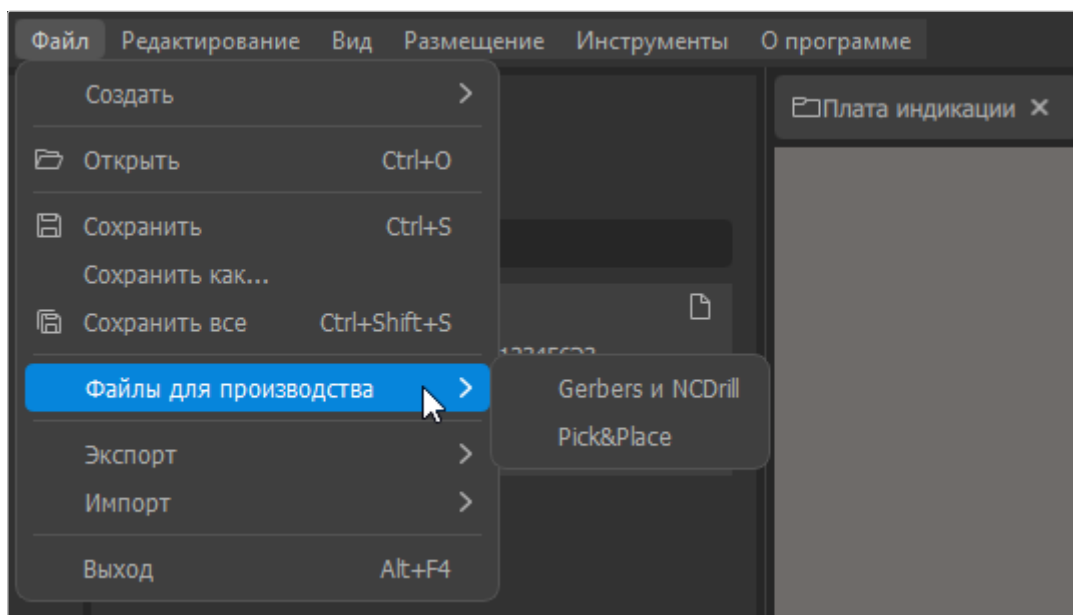 Файл Редактирование Вид Размещение Инструменты О программе
Плата индикации
Создать
Открыть Ctrl+O
Сохранить Ctrl+S
Сохранить как...
Сохранить все Ctrl+Shift+S
Файлы для производства
Gerbers и NCDrill
Pick&Place
Экспорт
Импорт
Выход Alt+F4